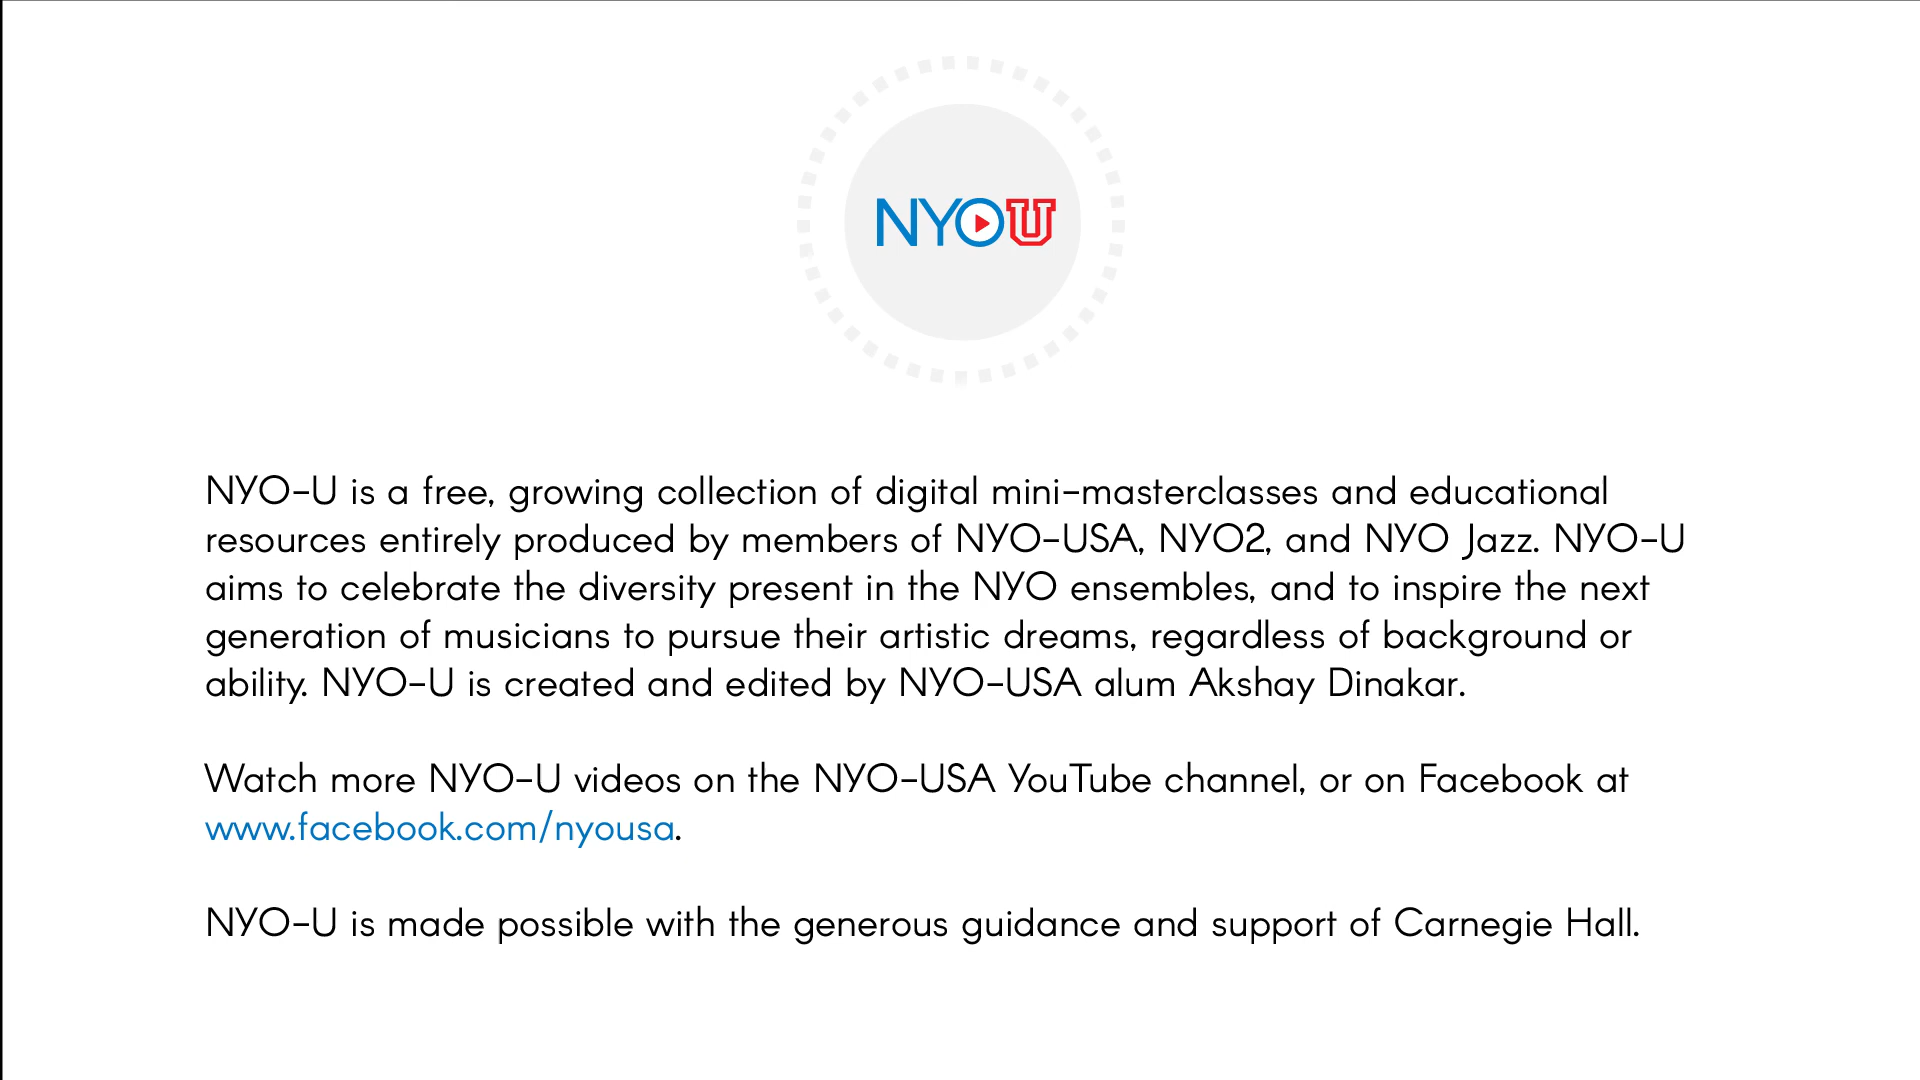 NYOU
NYO-U is a free, growing collection of digital mini-masterclasses and educational
resources entirely produced by members of NYO-USA, NYO2, and NYO Jazz. NYO-U
aims to celebrate the diversity present in the NYO ensembles, and to inspire the next
generation of musicians to pursue their artistic dreams, regardless of background or
ability. NYO-U is created and edited by NYO-USA alum Akshay Dinakar.
Watch more NYO-U videos on the NYO-USA YouTube channel, or on Facebook at
www.facebook.com/nyousa.
NYO-U is made possible with the generous guidance and support of Carnegie Hall.